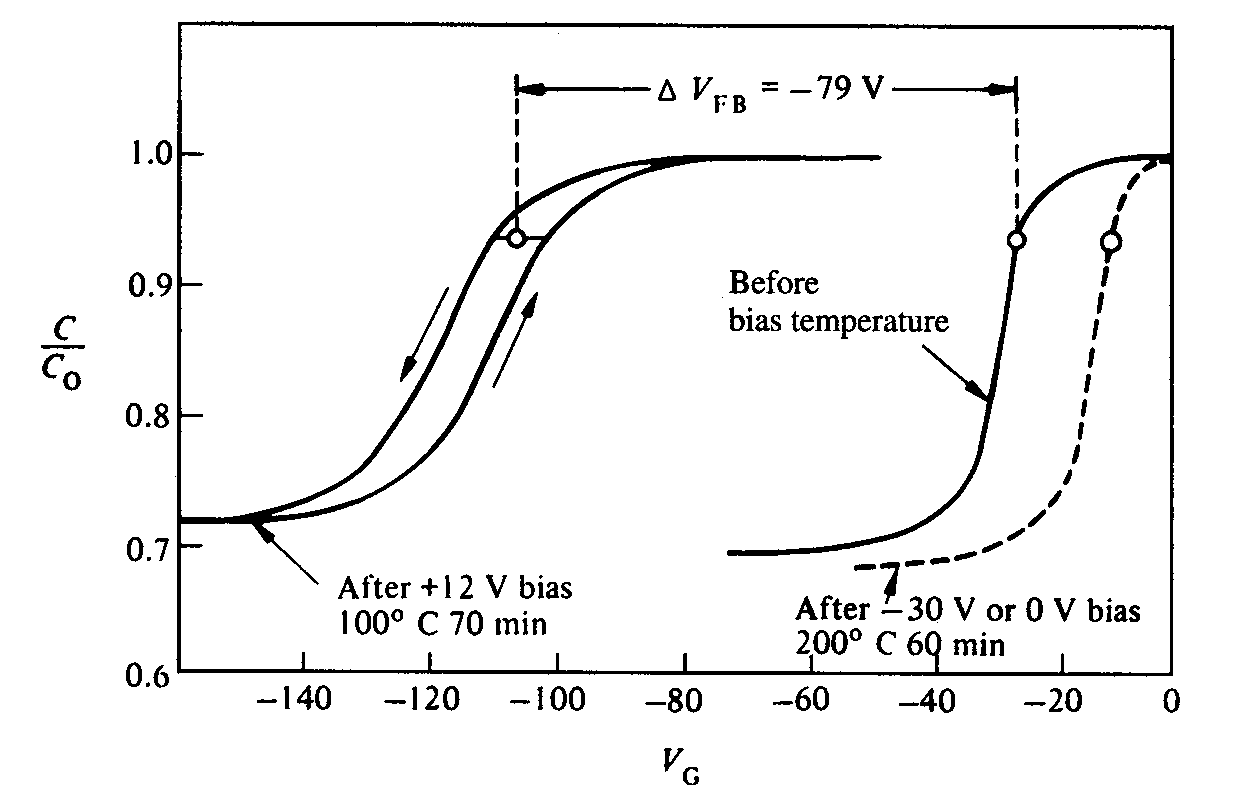 Δ V_FB = −79 V
1.0
0.9
0.8
0.7
0.6
C
C_O
Before
bias temperature
After +12 V bias
100° C 70 min
After −30 V or 0 V bias
200° C 60 min
−140 −120 −100 −80 −60 −40 −20 0
V_G